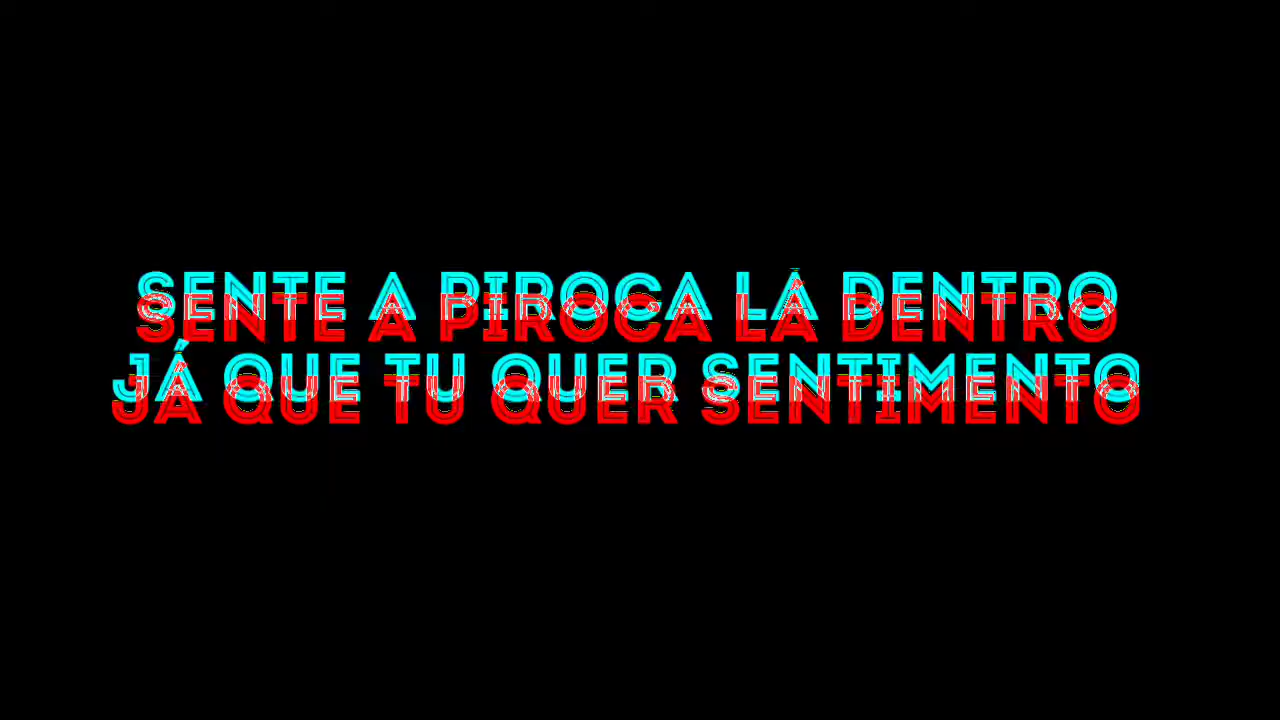 SENTE A PIROCA LÁ DENTRO
JÁ QUE TU QUER SENTIMENTO